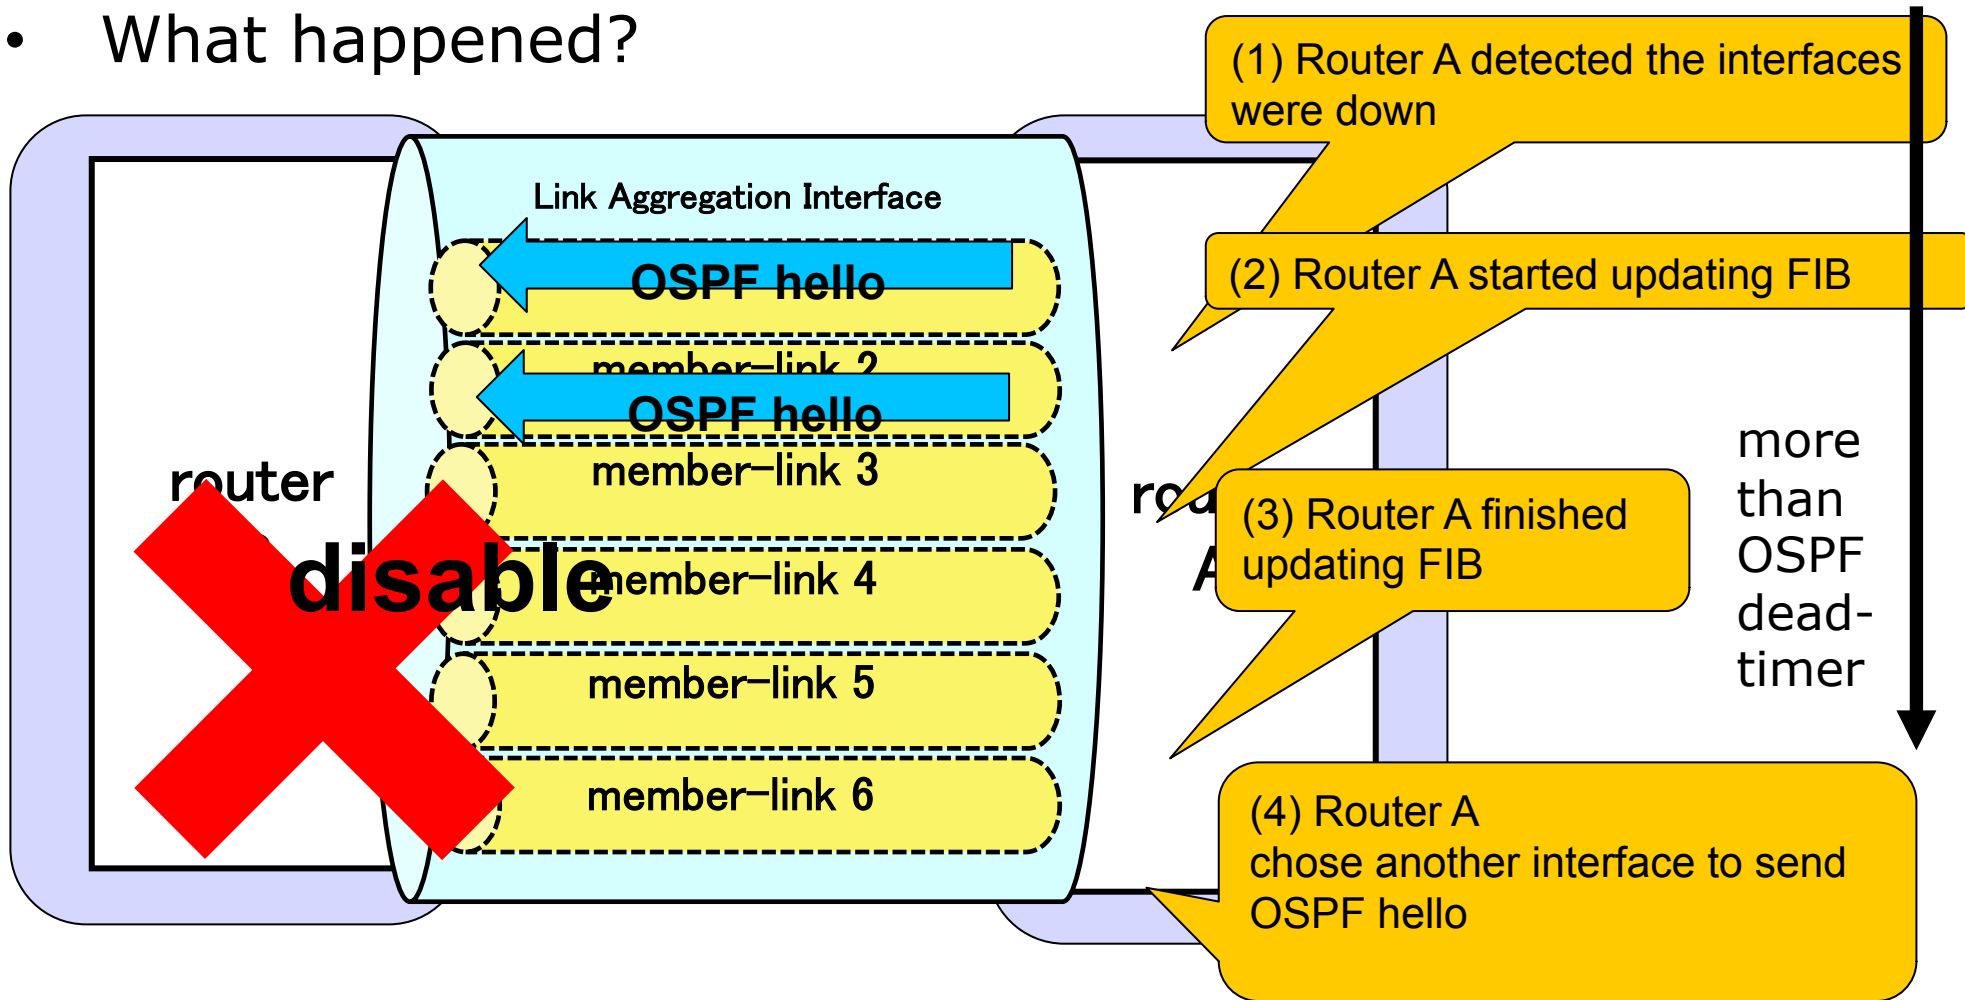 • What happened?
(1) Router A detected the interfaces
were down
Link Aggregation Interface
OSPF hello
(2) Router A started updating FIB
member-link 2
OSPF hello
member-link 3
router
disable
member-link 4
member-link 5
member-link 6
(3) Router A finished
updating FIB
more
than
OSPF
dead-
timer
(4) Router A
chose another interface to send
OSPF hello